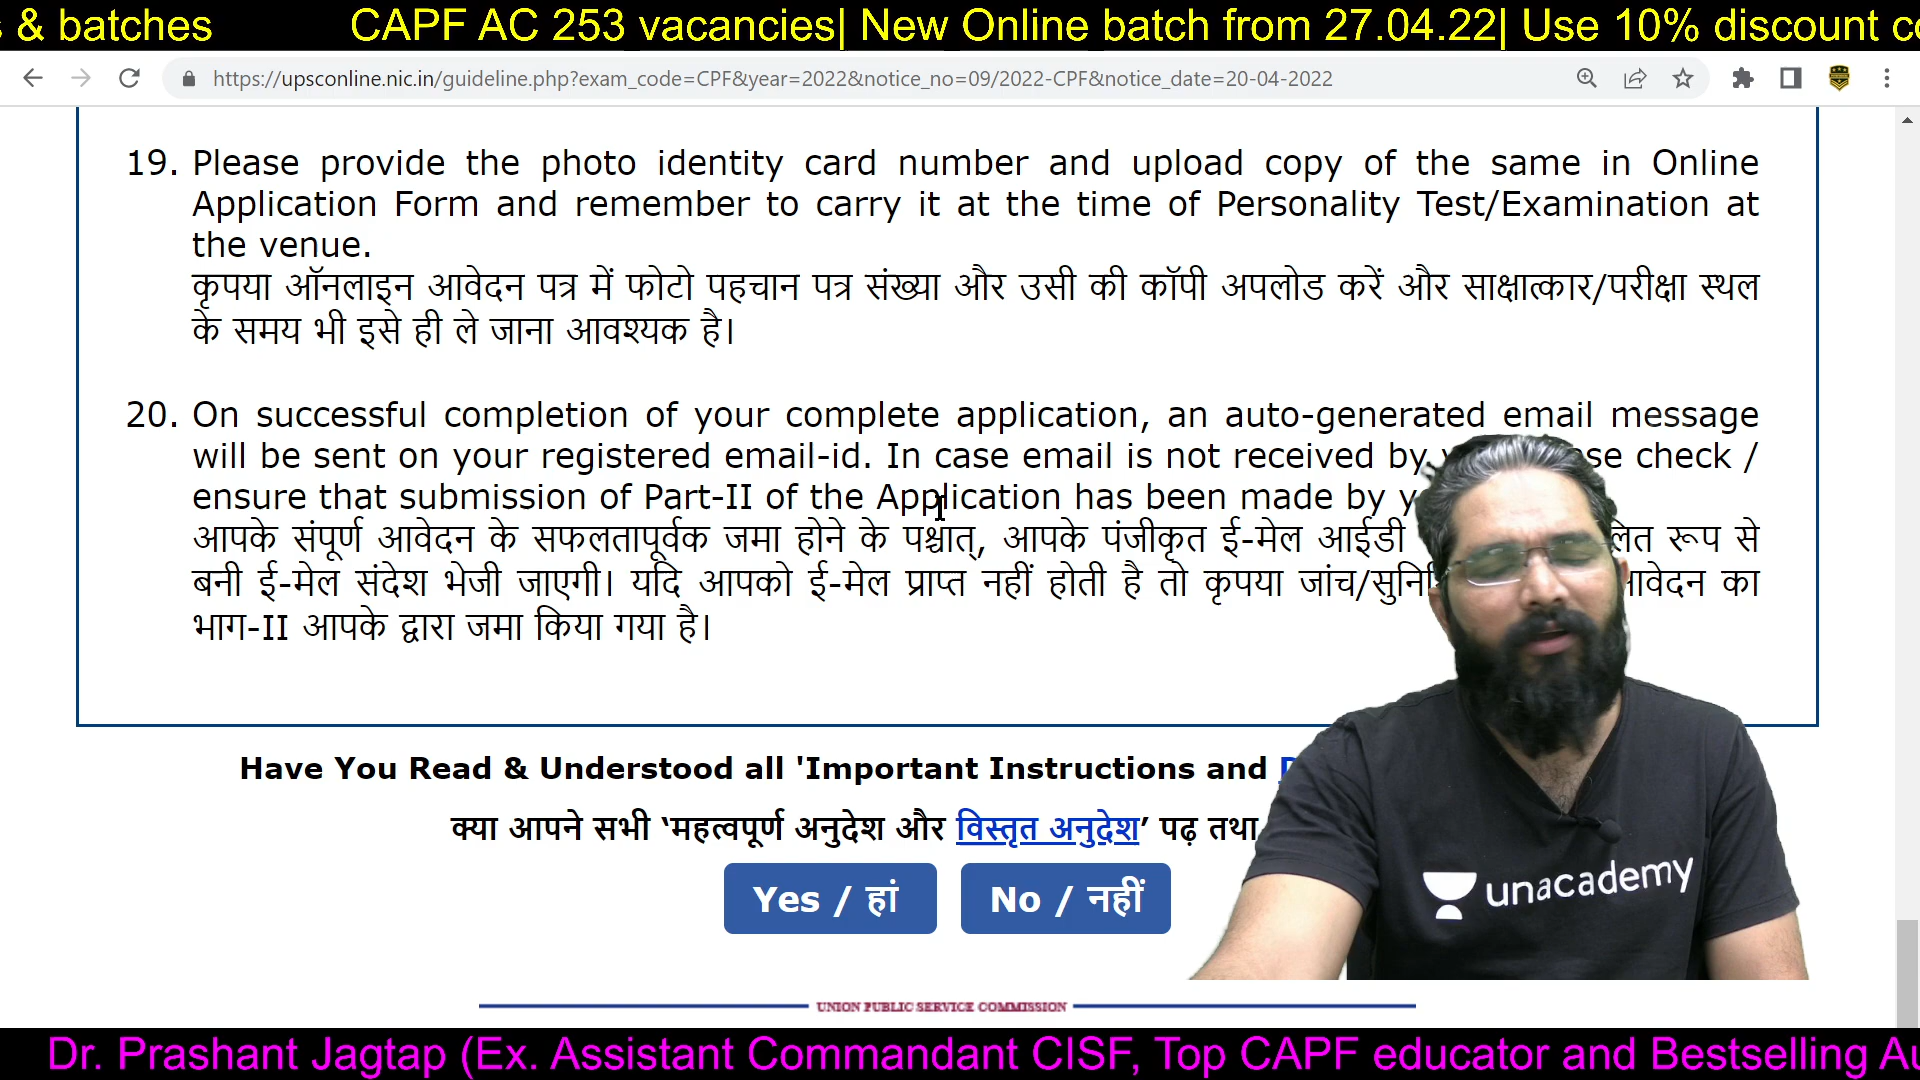 & batches CAPF AC 253 vacancies| New Online batch from 27.04.22| Use 10% discount
https://upsconline.nic.in/guideline.php?exam_code=CPF&year=2022&notice_no=09/2022-CPF&notice_date=20-04-2022
19. Please provide the photo identity card number and upload copy of the same in Online
Application Form and remember to carry it at the time of Personality Test/Examination at
the venue.
कृपया ऑनलाइन आवेदन पत्र में फोटो पहचान पत्र संख्या और उसी की कॉपी अपलोड करें और साक्षात्कार/परीक्षा स्थल
के समय भी इसे ही ले जाना आवश्यक है।
20. On successful completion of your complete application, an auto-generated email message
will be sent on your registered email-id. In case email is not received by check /
ensure that submission of Part-II of the Application has been made by
आपके संपूर्ण आवेदन के सफलतापूर्वक जमा होने के पश्चात्, आपके पंजीकृत ई-मेल आईडी रूप से
बनी ई-मेल संदेश भेजी जाएगी। यदि आपको ई-मेल प्राप्त नहीं होती है तो कृपया का
भाग-II आपके द्वारा जमा किया गया है।
Have You Read & Understood all 'Important Instructions and
क्या आपने सभी 'महत्वपूर्ण अनुदेश और विस्तृत अनुदेश' पढ़ तथा
Yes / हां No / नहीं
unacademy
UNION PUBLIC SERVICE COMMISSION
Dr. Prashant Jagtap (Ex. Assistant Commandant CISF, Top CAPF educator and Bestselling